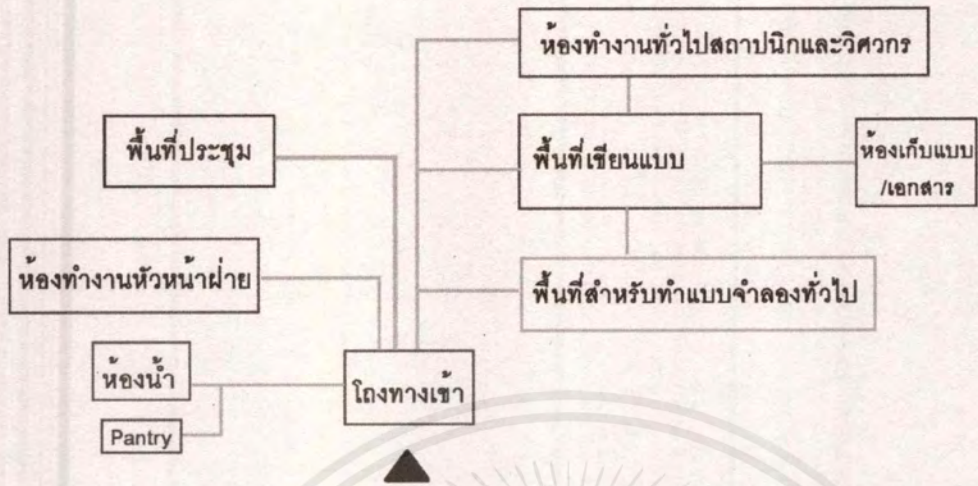 ห้องทำงานทั่วไปสถาปนิกและวิศวกร
พื้นที่ประชุม
พื้นที่เขียนแบบ
ห้องเก็บแบบ
/เอกสาร
ห้องทำงานหัวหน้าฝ่าย
พื้นที่สำหรับทำแบบจำลองทั่วไป
ห้องน้ำ
โถงทางเข้า
Pantry